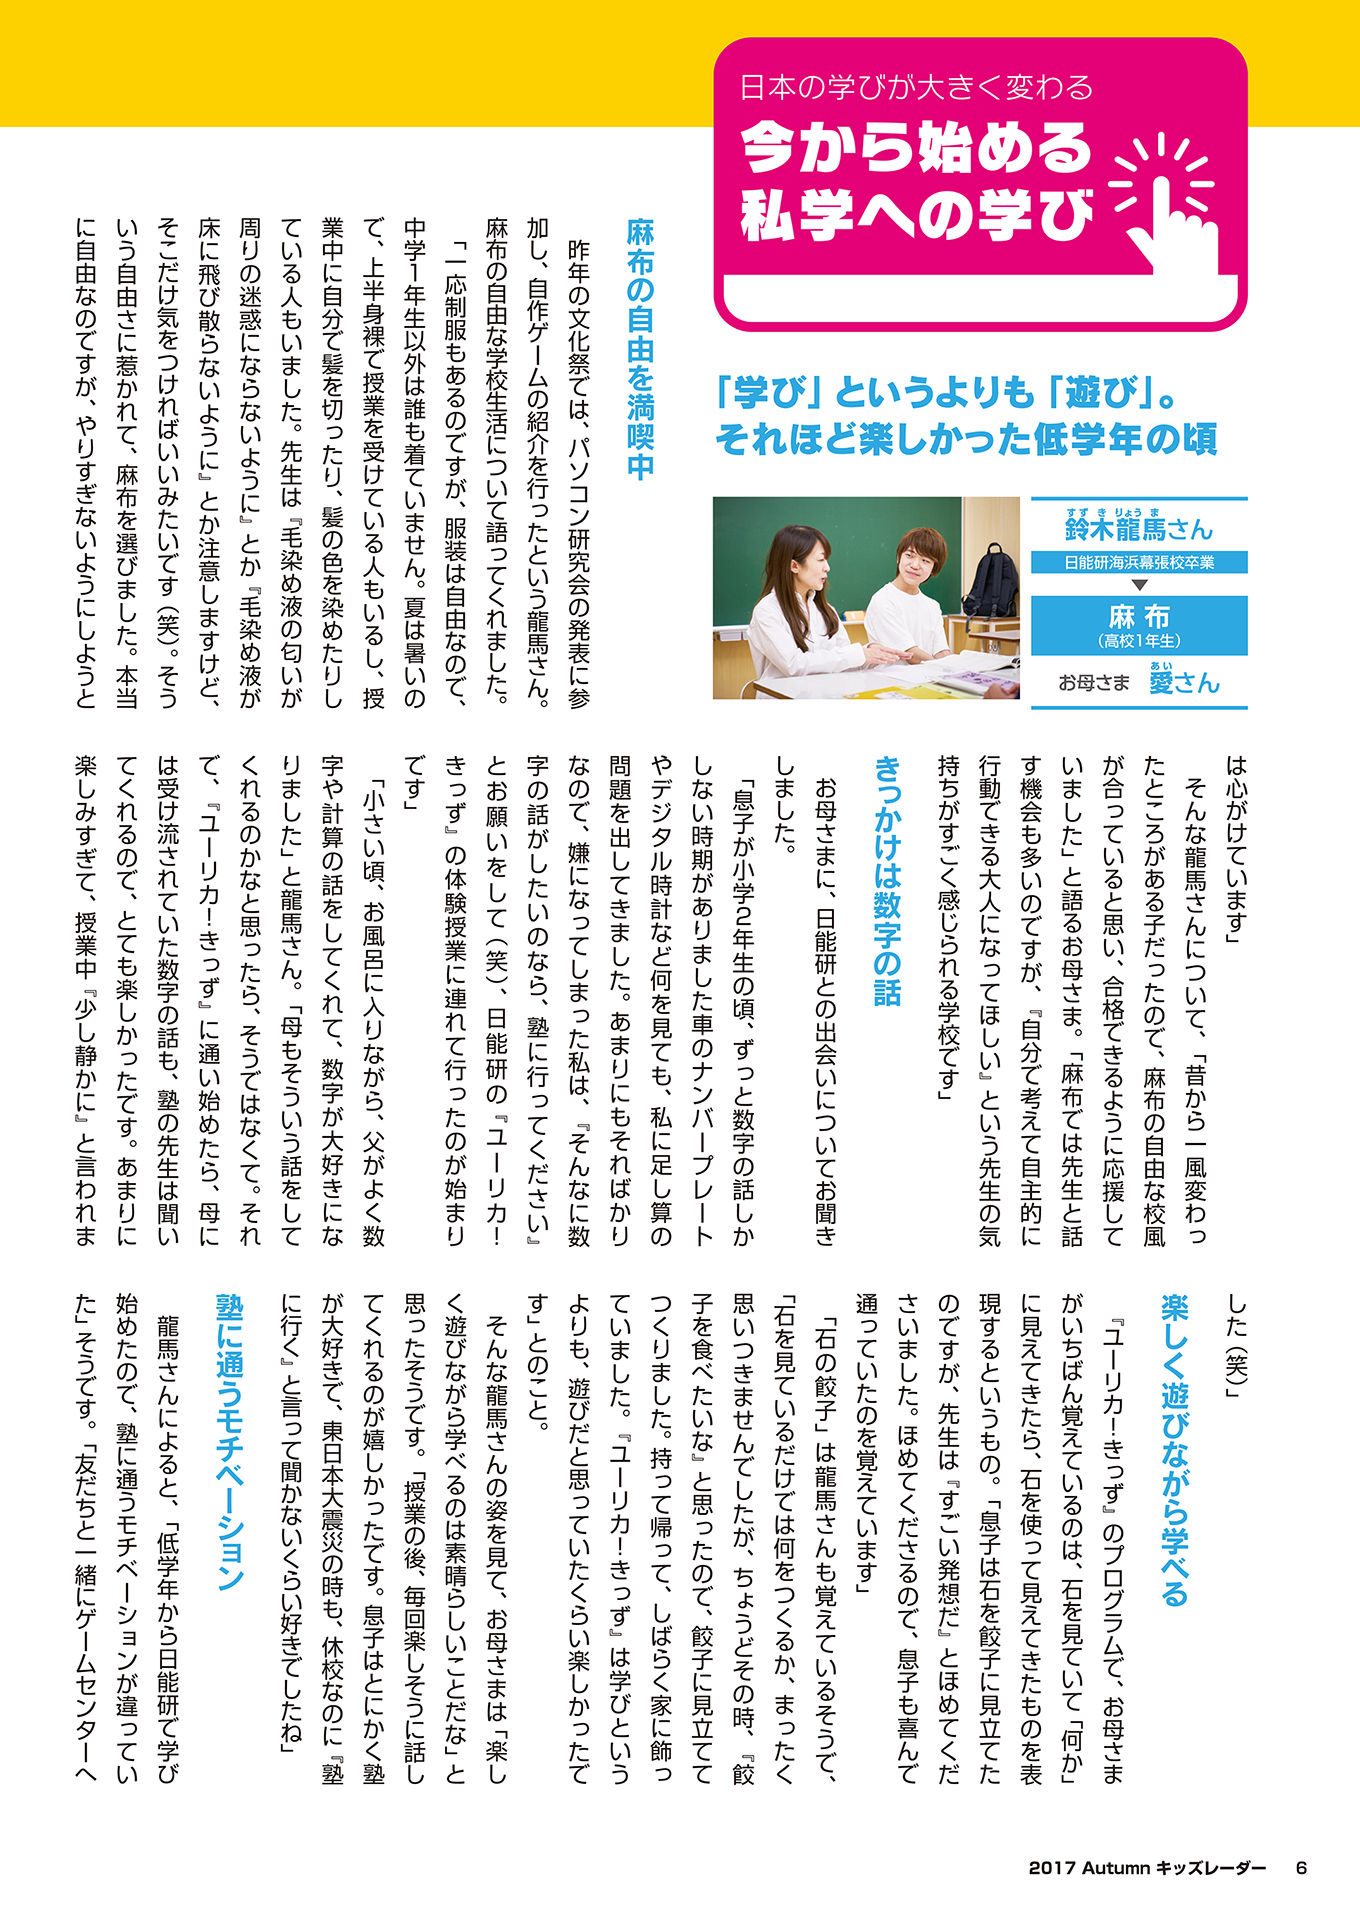 日本の学びが大きく変わる
今から始める
私学への学び
「学び」というよりも「遊び」。
それほど楽しかった低学年の頃
すずきりょうま
鈴木龍馬さん
日能研海浜幕張校卒業
麻布
（高校1年生）
あい
お母さま 愛さん
麻布の自由を満喫中
昨年の文化祭では、パソコン研究会の発表に参
加し、自作ゲームの紹介を行ったという龍馬さん。
麻布の自由な学校生活について語ってくれました。
「一応制服もあるのですが、服装は自由なので、
中学1年生以外は誰も着ていません。夏は暑いの
で、上半身裸で授業を受けている人もいるし、授
業中に自分で髪を切ったり、髪の色を染めたりし
ている人もいました。先生は『毛染め液の匂いが
周りの迷惑にならないように』とか『毛染め液が
床に飛び散らないように』とか注意しますけど、
そこだけ気をつければいいみたいです（笑）。そう
いう自由さに惹かれて、麻布を選びました。本当
に自由なのですが、やりすぎないようにしようと
は心がけています」
そんな龍馬さんについて、「昔から一風変わっ
たところがある子だったので、麻布の自由な校風
が合っていると思い、合格できるように応援して
いました」と語るお母さま。「麻布では先生と話
す機会も多いのですが、『自分で考えて自主的に
行動できる大人になってほしい』という先生の気
持ちがすごく感じられる学校です」
きっかけは数字の話
お母さまに、日能研との出会いについてお聞き
しました。
「息子が小学2年生の頃、ずっと数字の話しか
しない時期がありました車のナンバープレート
やデジタル時計など何を見ても、私に足し算の
問題を出してきました。あまりにもそればかり
なので、嫌になってしまった私は、『そんなに数
字の話がしたいのなら、塾に行ってください』
とお願いをして（笑）、日能研の『ユーリカ！
きっず』の体験授業に連れて行ったのが始まり
です」
「小さい頃、お風呂に入りながら、父がよく数
字や計算の話をしてくれて、数字が大好きにな
りました」と龍馬さん。「母もそういう話をして
くれるのかなと思ったら、そうではなくて。それ
で、『ユーリカ！きっず』に通い始めたら、母に
は受け流されていた数字の話も、塾の先生は聞い
てくれるので、とても楽しかったです。あまりに
楽しみすぎて、授業中『少し静かに』と言われま
した（笑）」
楽しく遊びながら学べる
『ユーリカ！きっず』のプログラムで、お母さま
がいちばん覚えているのは、石を見ていて「何か」
に見えてきたら、石を使って見えてきたものを表
現するというもの。「息子は石を餃子に見立てた
のですが、先生は『すごい発想だ』とほめてくだ
さいました。ほめてくださるので、息子も喜んで
通っていたのを覚えています」
「石の餃子」は龍馬さんも覚えているそうで、
「石を見ているだけでは何をつくるか、まったく
思いつきませんでしたが、ちょうどその時、『餃
子を食べたいな』と思ったので、餃子に見立てて
つくりました。持って帰って、しばらく家に飾っ
ていました。『ユーリカ！きっず』は学びという
よりも、遊びだと思っていたくらい楽しかったで
す」とのこと。
そんな龍馬さんの姿を見て、お母さまは「楽し
く遊びながら学べるのは素晴らしいことだな」と
思ったそうです。「授業の後、毎回楽しそうに話し
てくれるのが嬉しかったです。息子はとにかく塾
が大好きで、東日本大震災の時も、休校なのに『塾
に行く』と言って聞かないくらい好きでしたね」
塾に通うモチベーション
龍馬さんによると、「低学年から日能研で学び
始めたので、塾に通うモチベーションが違ってい
た」そうです。「友だちと一緒にゲームセンターへ
2017 Autumn キッズレーダー 6